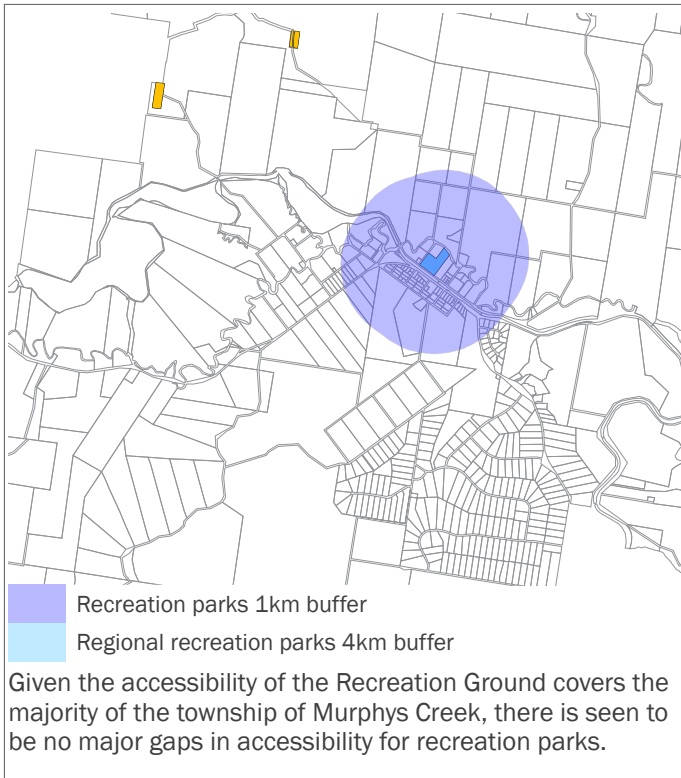 Recreation parks 1km buffer
Regional recreation parks 4km buffer
Given the accessibility of the Recreation Ground covers the
majority of the township of Murphys Creek, there is seen to
be no major gaps in accessibility for recreation parks.